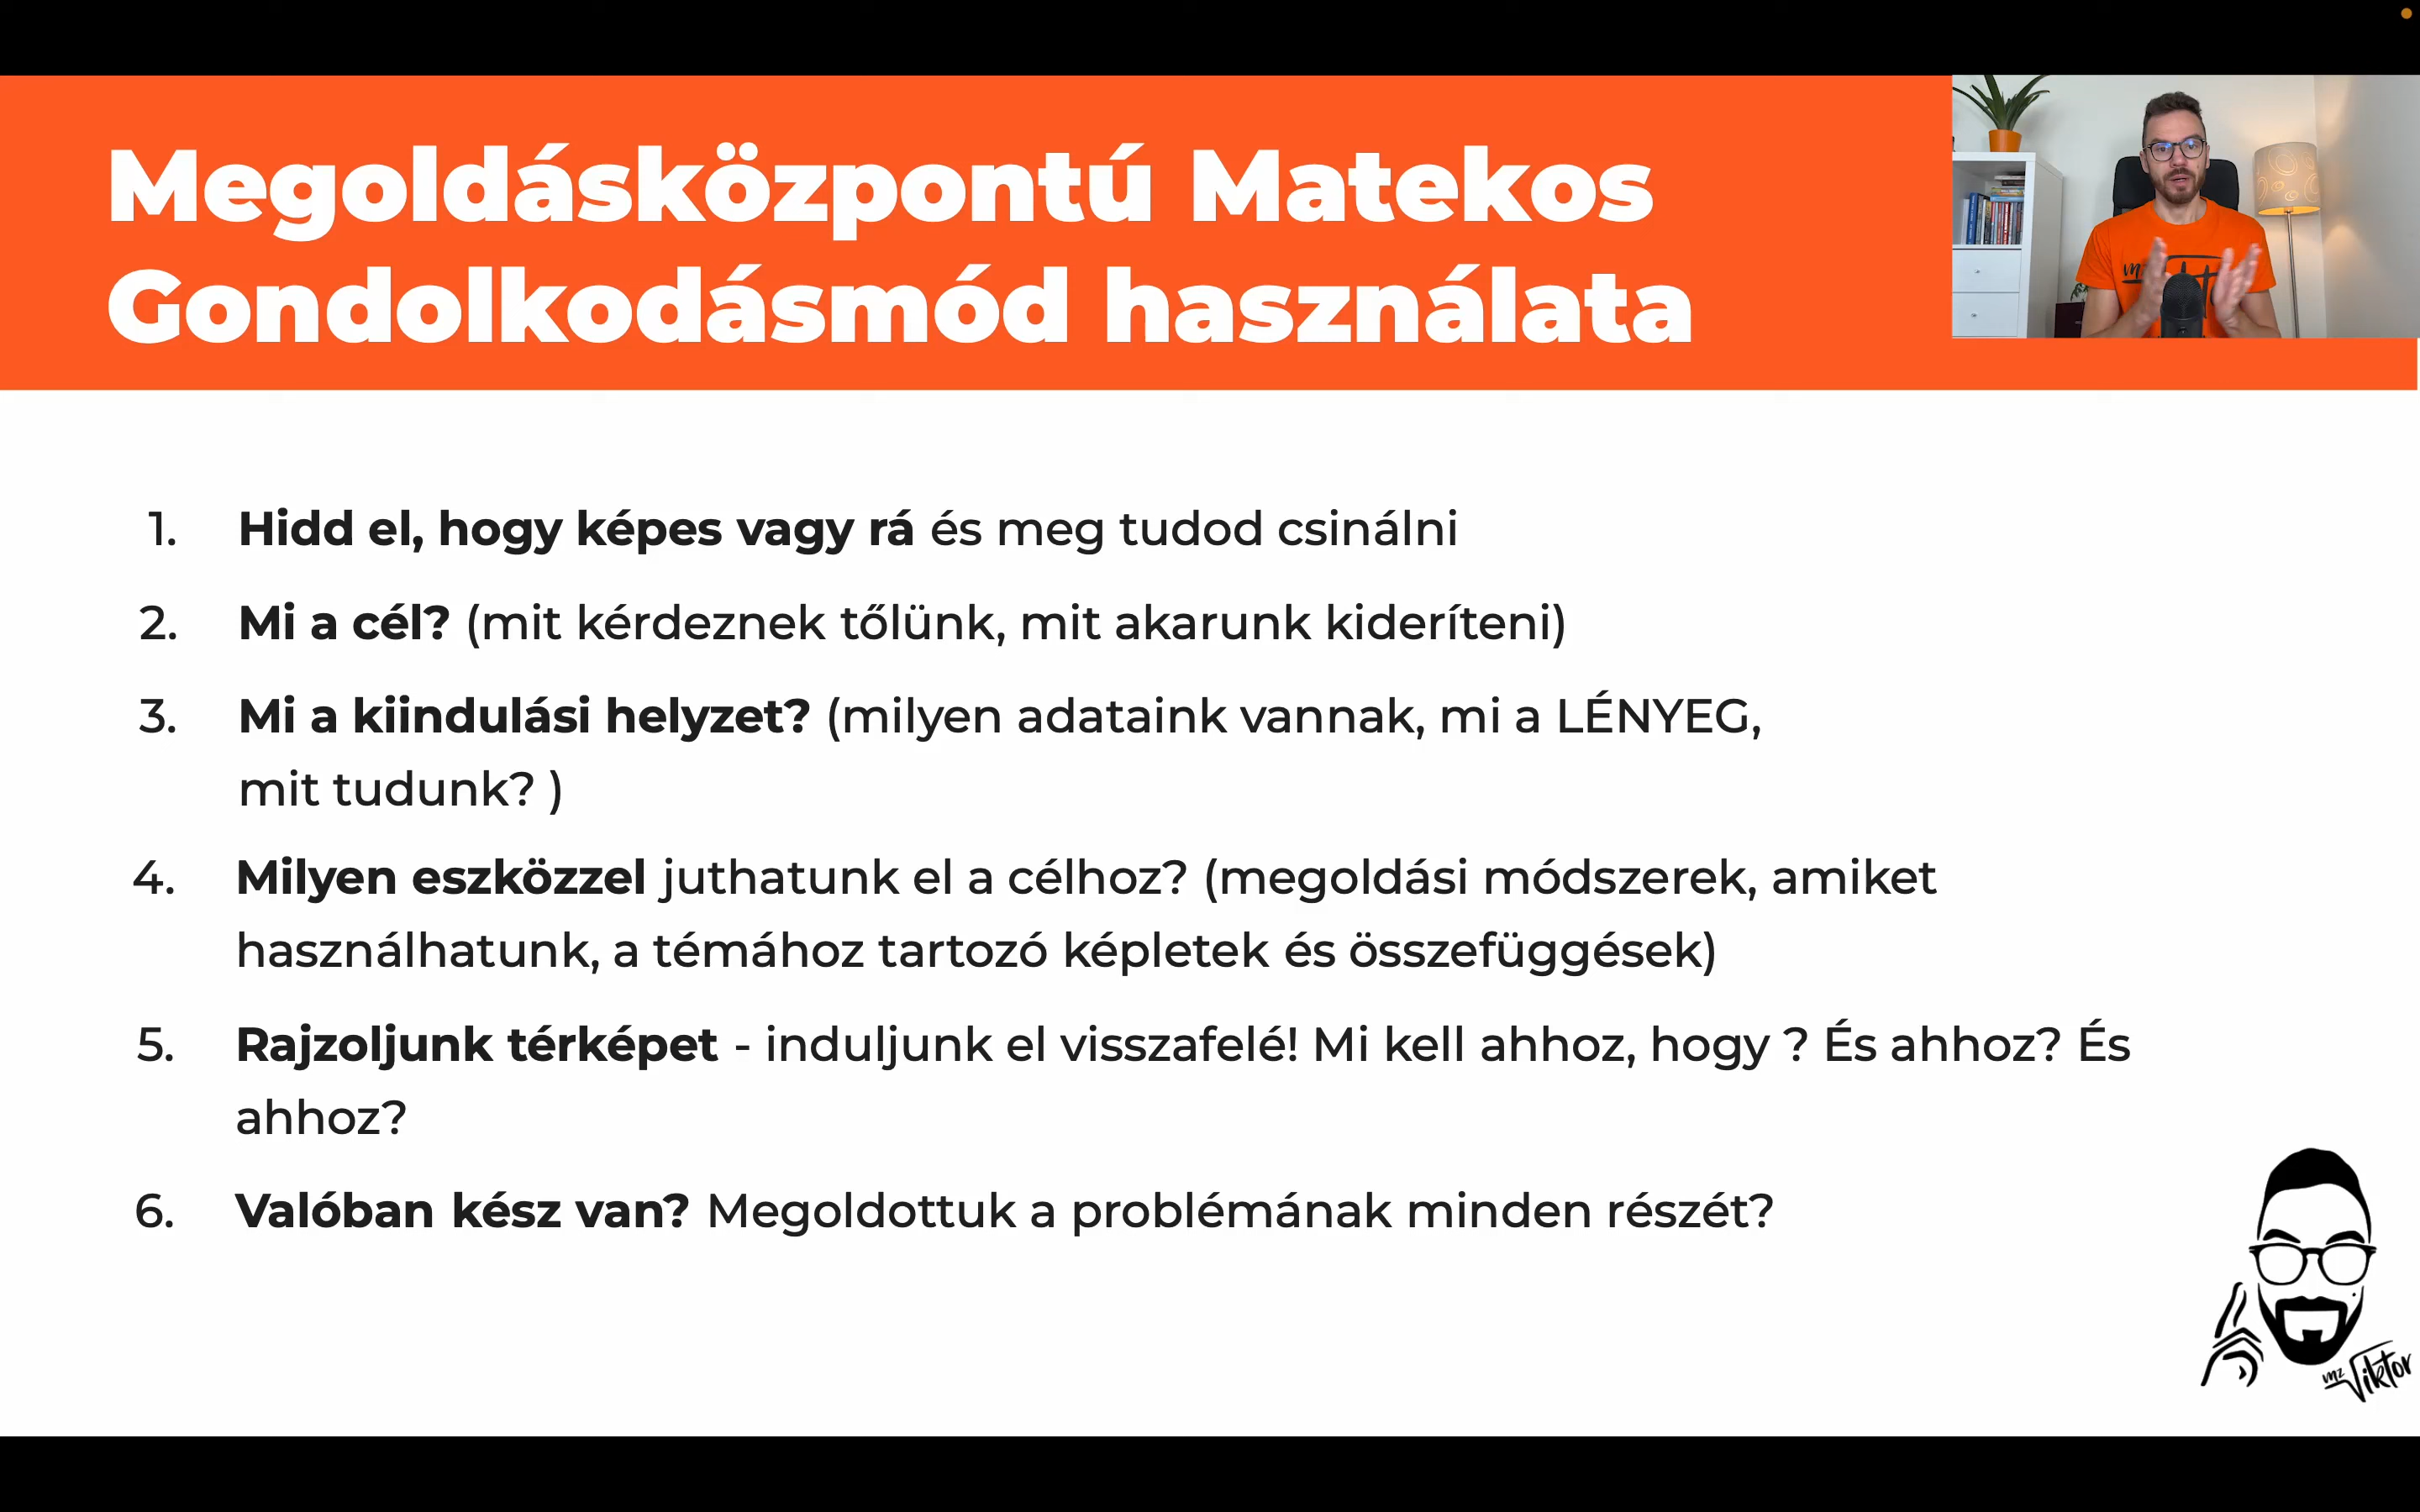 Megoldásközpontú Matekos
Gondolkodásmód használata
1. Hidd el, hogy képes vagy rá és meg tudod csinálni
2. Mi a cél? (mit kérdeznek tőlünk, mit akarunk kideríteni)
3. Mi a kiindulási helyzet? (milyen adataink vannak, mi a LÉNYEG,
mit tudunk? )
4. Milyen eszközzel juthatunk el a célhoz? (megoldási módszerek, amiket
használhatunk, a témához tartozó képletek és összefüggések)
5. Rajzoljunk térképet - induljunk el visszafelé! Mi kell ahhoz, hogy ? És ahhoz? És
ahhoz?
6. Valóban kész van? Megoldottuk a problémának minden részét?
mz Viktor